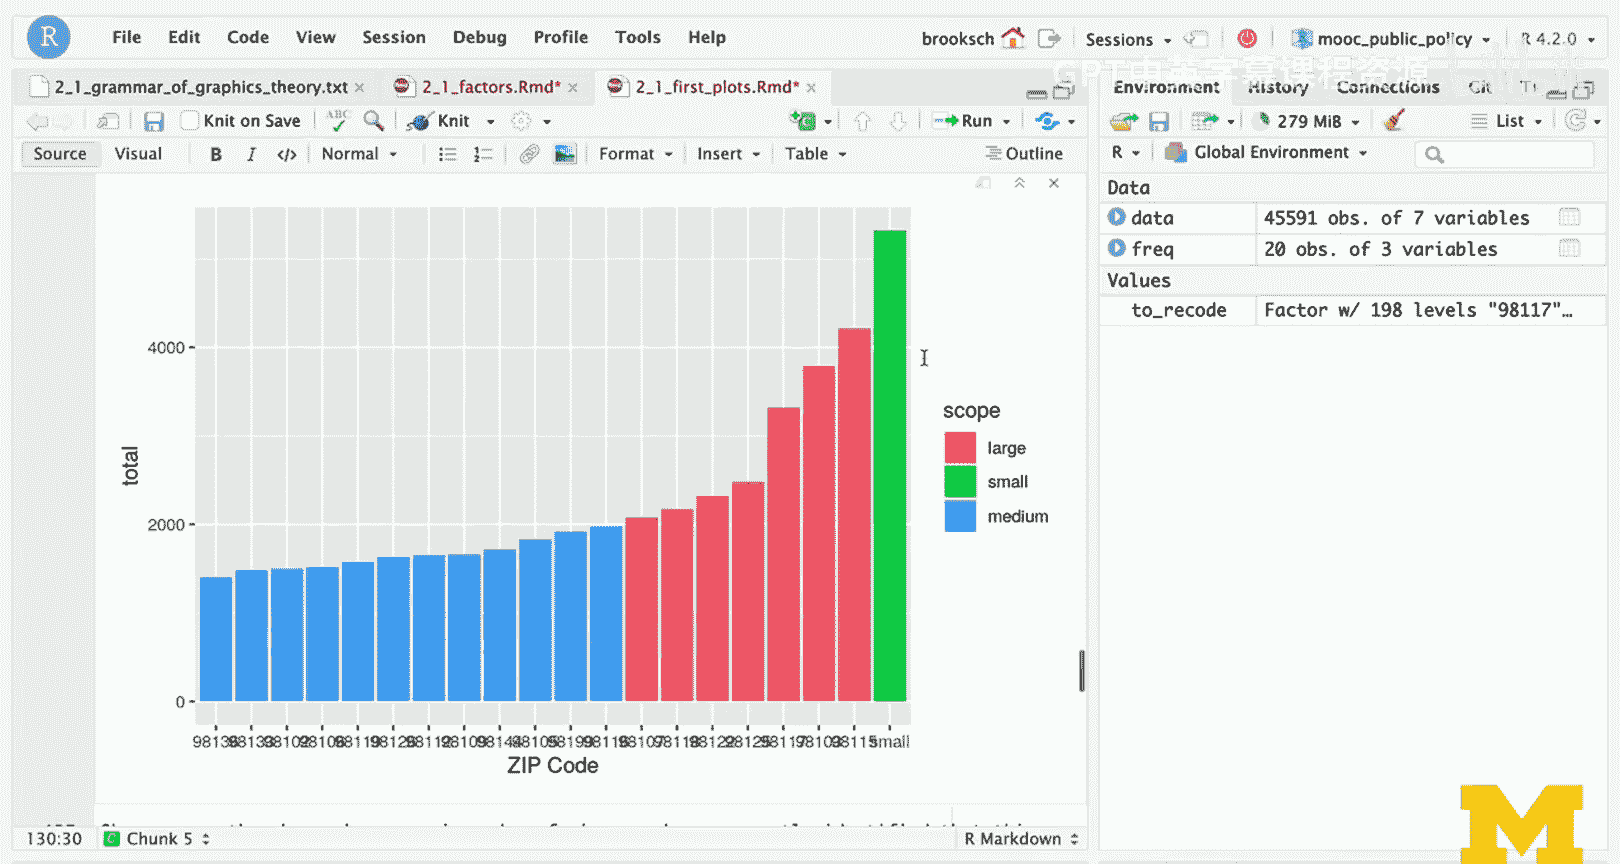 R File Edit Code View Session Debug Profile Tools Help brooksch Sessions mooc_public_policy R 4.2.0
2_1_grammar_of_graphics_theory.txt × 2_1_factors.Rmd* × 2_1_first_plots.Rmd* ×
Environment History Connections Git
Knit on Save ABC Knit Run
279 MiB List
Source Visual B I </> Normal Format Insert Table Outline
R Global Environment
Data
data 45591 obs. of 7 variables
freq 20 obs. of 3 variables
Values
to_recode Factor w/ 198 levels "98117"…
4000
2000
0
total
small
ZIP Code
scope
large
small
medium
130:30 C Chunk 5 R Markdown
M